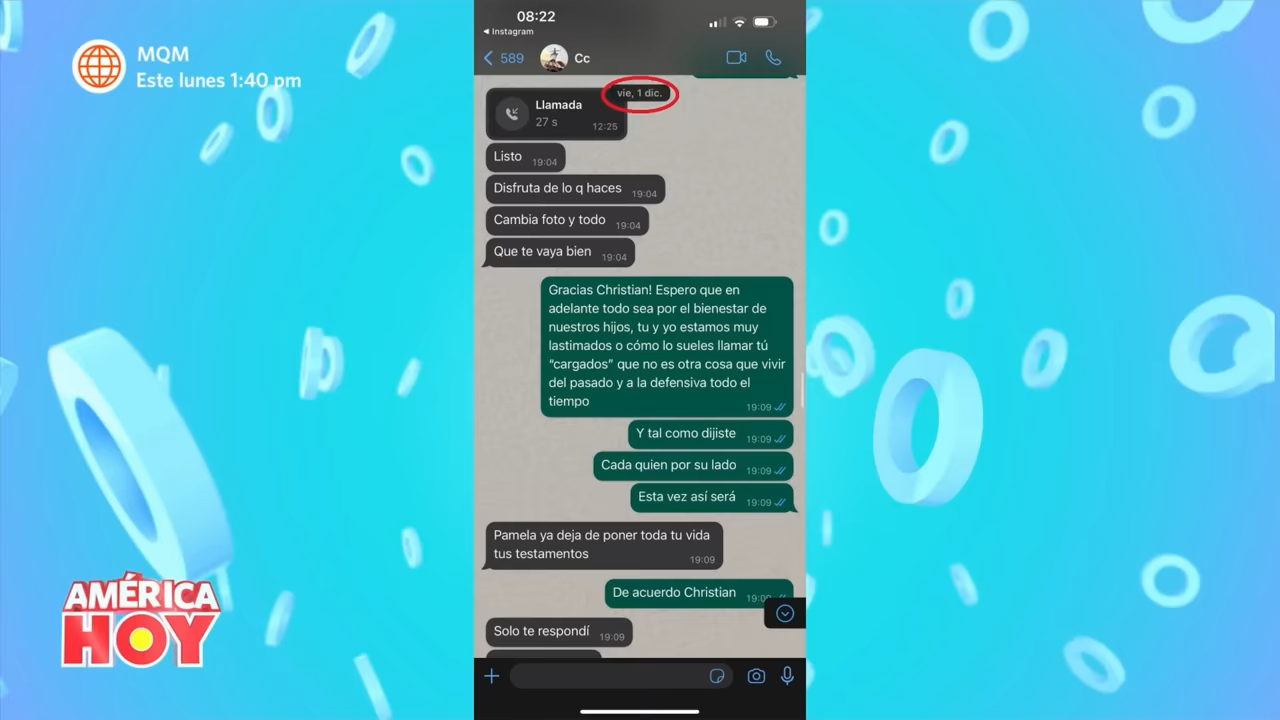 MQM
Este lunes 1:40 pm
08:22
Instagram
589
Cc
vie, 1 dic.
Llamada
27 s
12:25
Listo 19:04
Disfruta de lo q haces 19:04
Cambia foto y todo 19:04
Que te vaya bien 19:04
Gracias Christian! Espero que en
adelante todo sea por el bienestar de
nuestros hijos, tu y yo estamos muy
lastimados o cómo lo sueles llamar tú
“cargados” que no es otra cosa que vivir
del pasado y a la defensiva todo el
tiempo
19:09
Y tal como dijiste 19:09
Cada quien por su lado 19:09
Esta vez así será 19:09
Pamela ya deja de poner toda tu vida
tus testamentos
19:09
De acuerdo Christian 19:09
Solo te respondí 19:09
AMÉRICA
HOY